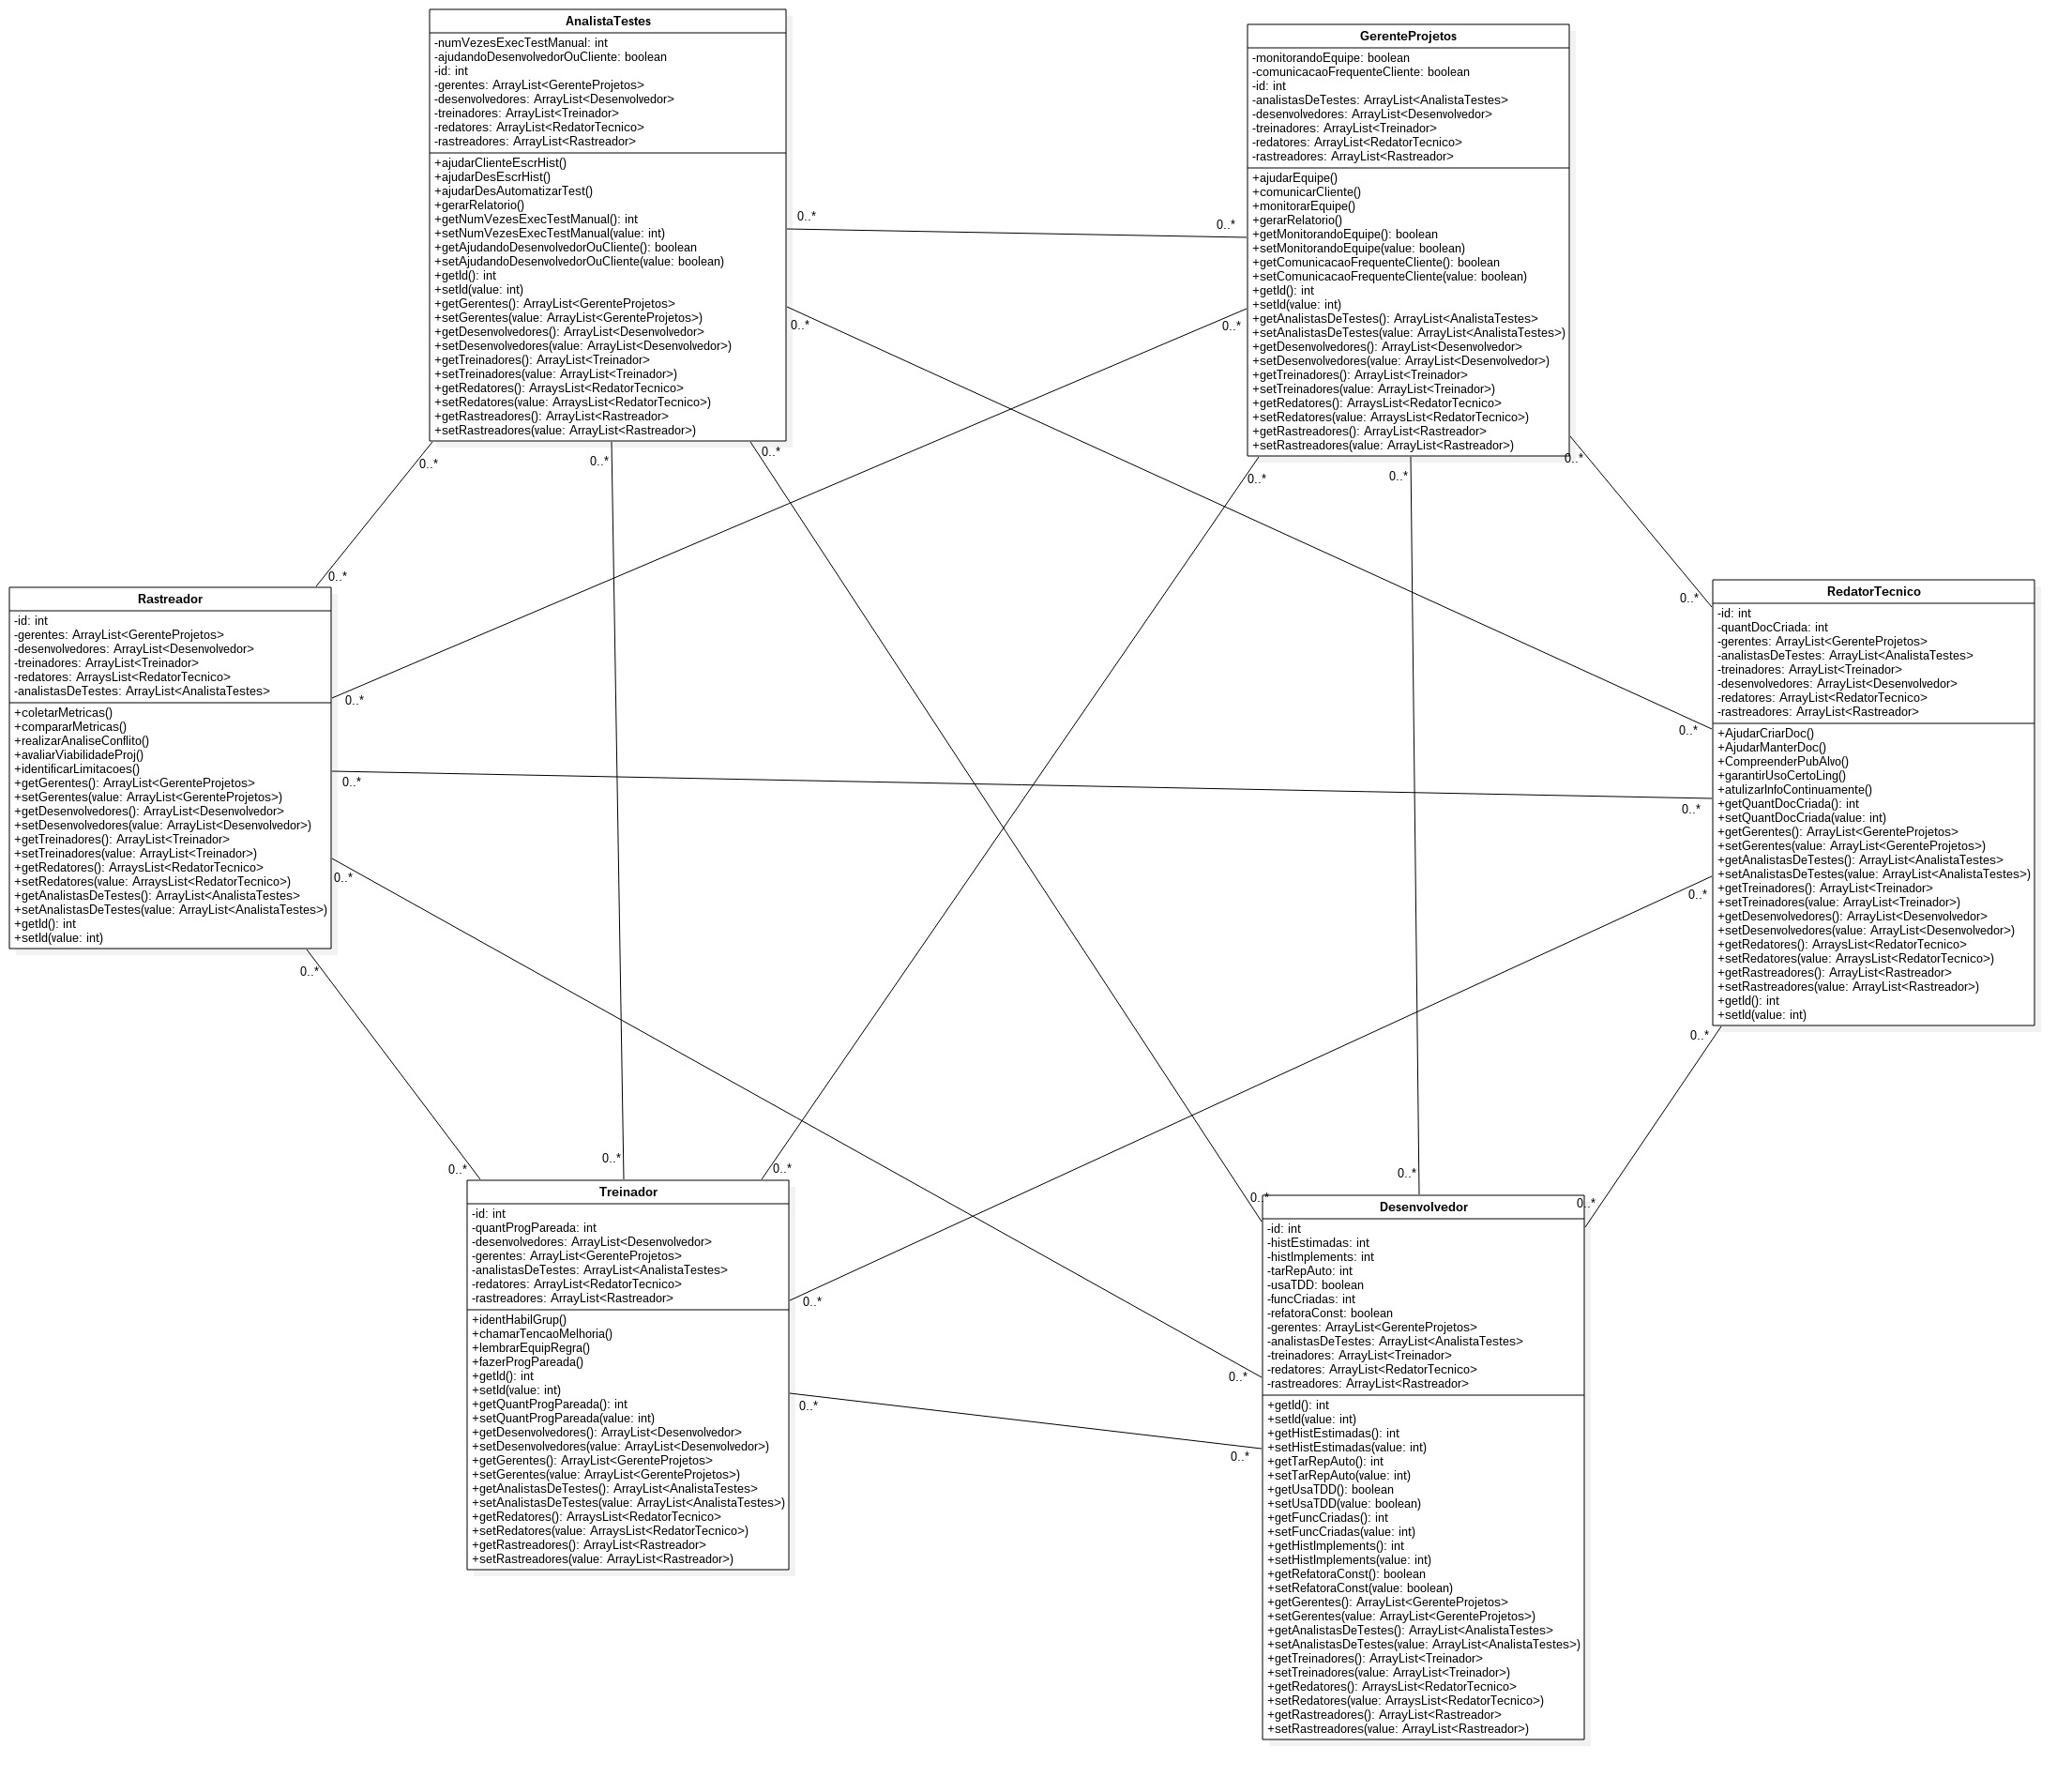 AnalistaTestes
-numVezesExecTestManual: int
-ajudandoDesenvolvedorOuCliente: boolean
-id: int
-gerentes: ArrayList<GerenteProjetos>
-desenvolvedores: ArrayList<Desenvolvedor>
-treinadores: ArrayList<Treinador>
-redatores: ArrayList<RedatorTecnico>
-rastreadores: ArrayList<Rastreador>
+ajudarClienteEscrHist()
+ajudarDesEscrHist()
+ajudarDesAutomatizarTest()
+gerarRelatorio()
+getNumVezesExecTestManual(): int
+setNumVezesExecTestManual(value: int)
+getAjudandoDesenvolvedorOuCliente(): boolean
+setAjudandoDesenvolvedorOuCliente(value: boolean)
+getId(): int
+setId(value: int)
+getGerentes(): ArrayList<GerenteProjetos>
+setGerentes(value: ArrayList<GerenteProjetos>)
+getDesenvolvedores(): ArrayList<Desenvolvedor>
+setDesenvolvedores(value: ArrayList<Desenvolvedor>)
+getTreinadores(): ArrayList<Treinador>
+setTreinadores(value: ArrayList<Treinador>)
+getRedatores(): ArraysList<RedatorTecnico>
+setRedatores(value: ArraysList<RedatorTecnico>)
+getRastreadores(): ArrayList<Rastreador>
+setRastreadores(value: ArrayList<Rastreador>)
GerenteProjetos
-monitorandoEquipe: boolean
-comunicacaoFrequenteCliente: boolean
-id: int
-analistasDeTestes: ArrayList<AnalistaTestes>
-desenvolvedores: ArrayList<Desenvolvedor>
-treinadores: ArrayList<Treinador>
-redatores: ArrayList<RedatorTecnico>
-rastreadores: ArrayList<Rastreador>
+ajudarEquipe()
+comunicarCliente()
+monitorarEquipe()
+gerarRelatorio()
+getMonitorandoEquipe(): boolean
+setMonitorandoEquipe(value: boolean)
+getComunicacaoFrequenteCliente(): boolean
+setComunicacaoFrequenteCliente(value: boolean)
+getId(): int
+setId(value: int)
+getAnalistasDeTestes(): ArrayList<AnalistaTestes>
+setAnalistasDeTestes(value: ArrayList<AnalistaTestes>)
+getDesenvolvedores(): ArrayList<Desenvolvedor>
+setDesenvolvedores(value: ArrayList<Desenvolvedor>)
+getTreinadores(): ArrayList<Treinador>
+setTreinadores(value: ArrayList<Treinador>)
+getRedatores(): ArraysList<RedatorTecnico>
+setRedatores(value: ArraysList<RedatorTecnico>)
+getRastreadores(): ArrayList<Rastreador>
+setRastreadores(value: ArrayList<Rastreador>)
0..*
0..*
0..*
0..*
0..*
0..*
0..*
0..*
0..*
0..*
0..*
0..*
Rastreador
-id: int
-gerentes: ArrayList<GerenteProjetos>
-desenvolvedores: ArrayList<Desenvolvedor>
-treinadores: ArrayList<Treinador>
-redatores: ArraysList<RedatorTecnico>
-analistasDeTestes: ArrayList<AnalistaTestes>
+coletarMetricas()
+compararMetricas()
+realizarAnaliseConflito()
+avaliarViabilidadeProj()
+identificarLimitacoes()
+getGerentes(): ArrayList<GerenteProjetos>
+setGerentes(value: ArrayList<GerenteProjetos>)
+getDesenvolvedores(): ArrayList<Desenvolvedor>
+setDesenvolvedores(value: ArrayList<Desenvolvedor>)
+getTreinadores(): ArrayList<Treinador>
+setTreinadores(value: ArrayList<Treinador>)
+getRedatores(): ArraysList<RedatorTecnico>
+setRedatores(value: ArraysList<RedatorTecnico>)
+getAnalistasDeTestes(): ArrayList<AnalistaTestes>
+setAnalistasDeTestes(value: ArrayList<AnalistaTestes>)
+getId(): int
+setId(value: int)
0..*
0..*
0..*
0..*
0..*
0..*
RedatorTecnico
-id: int
-quantDocCriada: int
-gerentes: ArrayList<GerenteProjetos>
-analistasDeTestes: ArrayList<AnalistaTestes>
-treinadores: ArrayList<Treinador>
-desenvolvedores: ArrayList<Desenvolvedor>
-redatores: ArrayList<RedatorTecnico>
-rastreadores: ArrayList<Rastreador>
+AjudarCriarDoc()
+AjudarManterDoc()
+CompreenderPubAlvo()
+garantirUsoCertoLing()
+atulizarInfoContinuamente()
+getQuantDocCriada(): int
+setQuantDocCriada(value: int)
+getGerentes(): ArrayList<GerenteProjetos>
+setGerentes(value: ArrayList<GerenteProjetos>)
+getAnalistasDeTestes(): ArrayList<AnalistaTestes>
+setAnalistasDeTestes(value: ArrayList<AnalistaTestes>)
+getTreinadores(): ArrayList<Treinador>
+setTreinadores(value: ArrayList<Treinador>)
+getDesenvolvedores(): ArrayList<Desenvolvedor>
+setDesenvolvedores(value: ArrayList<Desenvolvedor>)
+getRedatores(): ArraysList<RedatorTecnico>
+setRedatores(value: ArraysList<RedatorTecnico>)
+getRastreadores(): ArrayList<Rastreador>
+setRastreadores(value: ArrayList<Rastreador>)
+getId(): int
+setId(value: int)
0..*
0..*
0..*
0..*
0..*
0..*
Treinador
-id: int
-quantProgPareada: int
-desenvolvedores: ArrayList<Desenvolvedor>
-gerentes: ArrayList<GerenteProjetos>
-analistasDeTestes: ArrayList<AnalistaTestes>
-redatores: ArrayList<RedatorTecnico>
-rastreadores: ArrayList<Rastreador>
+identHabilGrup()
+chamarTencaoMelhoria()
+lembrarEquipRegra()
+fazerProgPareada()
+getId(): int
+setId(value: int)
+getQuantProgPareada(): int
+setQuantProgPareada(value: int)
+getDesenvolvedores(): ArrayList<Desenvolvedor>
+setDesenvolvedores(value: ArrayList<Desenvolvedor>)
+getGerentes(): ArrayList<GerenteProjetos>
+setGerentes(value: ArrayList<GerenteProjetos>)
+getAnalistasDeTestes(): ArrayList<AnalistaTestes>
+setAnalistasDeTestes(value: ArrayList<AnalistaTestes>)
+getRedatores(): ArraysList<RedatorTecnico>
+setRedatores(value: ArraysList<RedatorTecnico>)
+getRastreadores(): ArrayList<Rastreador>
+setRastreadores(value: ArrayList<Rastreador>)
0..*
0..*
0..*
0..*
0..*
0..*
Desenvolvedor
-id: int
-histEstimadas: int
-histImplements: int
-tarRepAuto: int
-usaTDD: boolean
-funcCriadas: int
-refatoraConst: boolean
-gerentes: ArrayList<GerenteProjetos>
-analistasDeTestes: ArrayList<AnalistaTestes>
-treinadores: ArrayList<Treinador>
-redatores: ArrayList<RedatorTecnico>
-rastreadores: ArrayList<Rastreador>
+getId(): int
+setId(value: int)
+getHistEstimadas(): int
+setHistEstimadas(value: int)
+getTarRepAuto(): int
+setTarRepAuto(value: int)
+getUsaTDD(): boolean
+setUsaTDD(value: boolean)
+getFuncCriadas(): int
+setFuncCriadas(value: int)
+getHistImplements(): int
+setHistImplements(value: int)
+getRefatoraConst(): boolean
+setRefatoraConst(value: boolean)
+getGerentes(): ArrayList<GerenteProjetos>
+setGerentes(value: ArrayList<GerenteProjetos>)
+getAnalistasDeTestes(): ArrayList<AnalistaTestes>
+setAnalistasDeTestes(value: ArrayList<AnalistaTestes>)
+getTreinadores(): ArrayList<Treinador>
+setTreinadores(value: ArrayList<Treinador>)
+getRedatores(): ArraysList<RedatorTecnico>
+setRedatores(value: ArraysList<RedatorTecnico>)
+getRastreadores(): ArrayList<Rastreador>
+setRastreadores(value: ArrayList<Rastreador>)